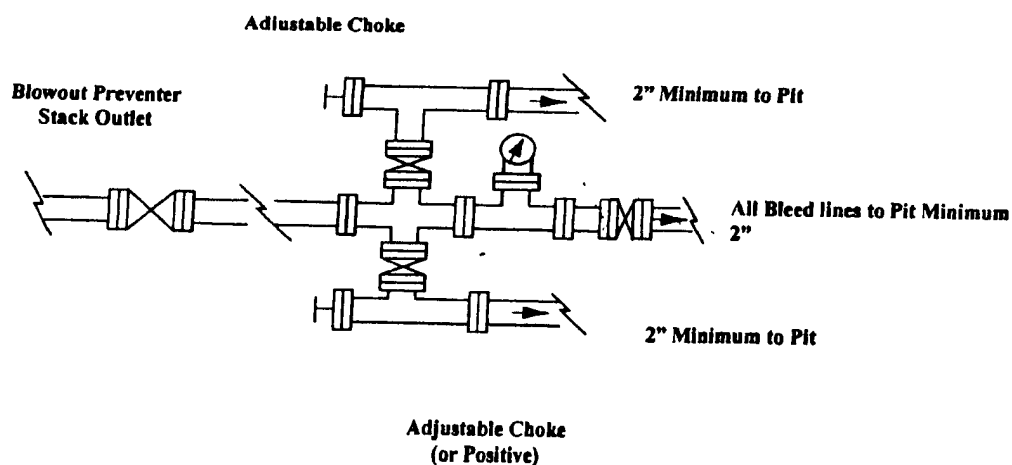 Adjustable Choke
Blowout Preventer
Stack Outlet
2" Minimum to Pit
All Bleed lines to Pit Minimum
2"
2" Minimum to Pit
Adjustable Choke
(or Positive)